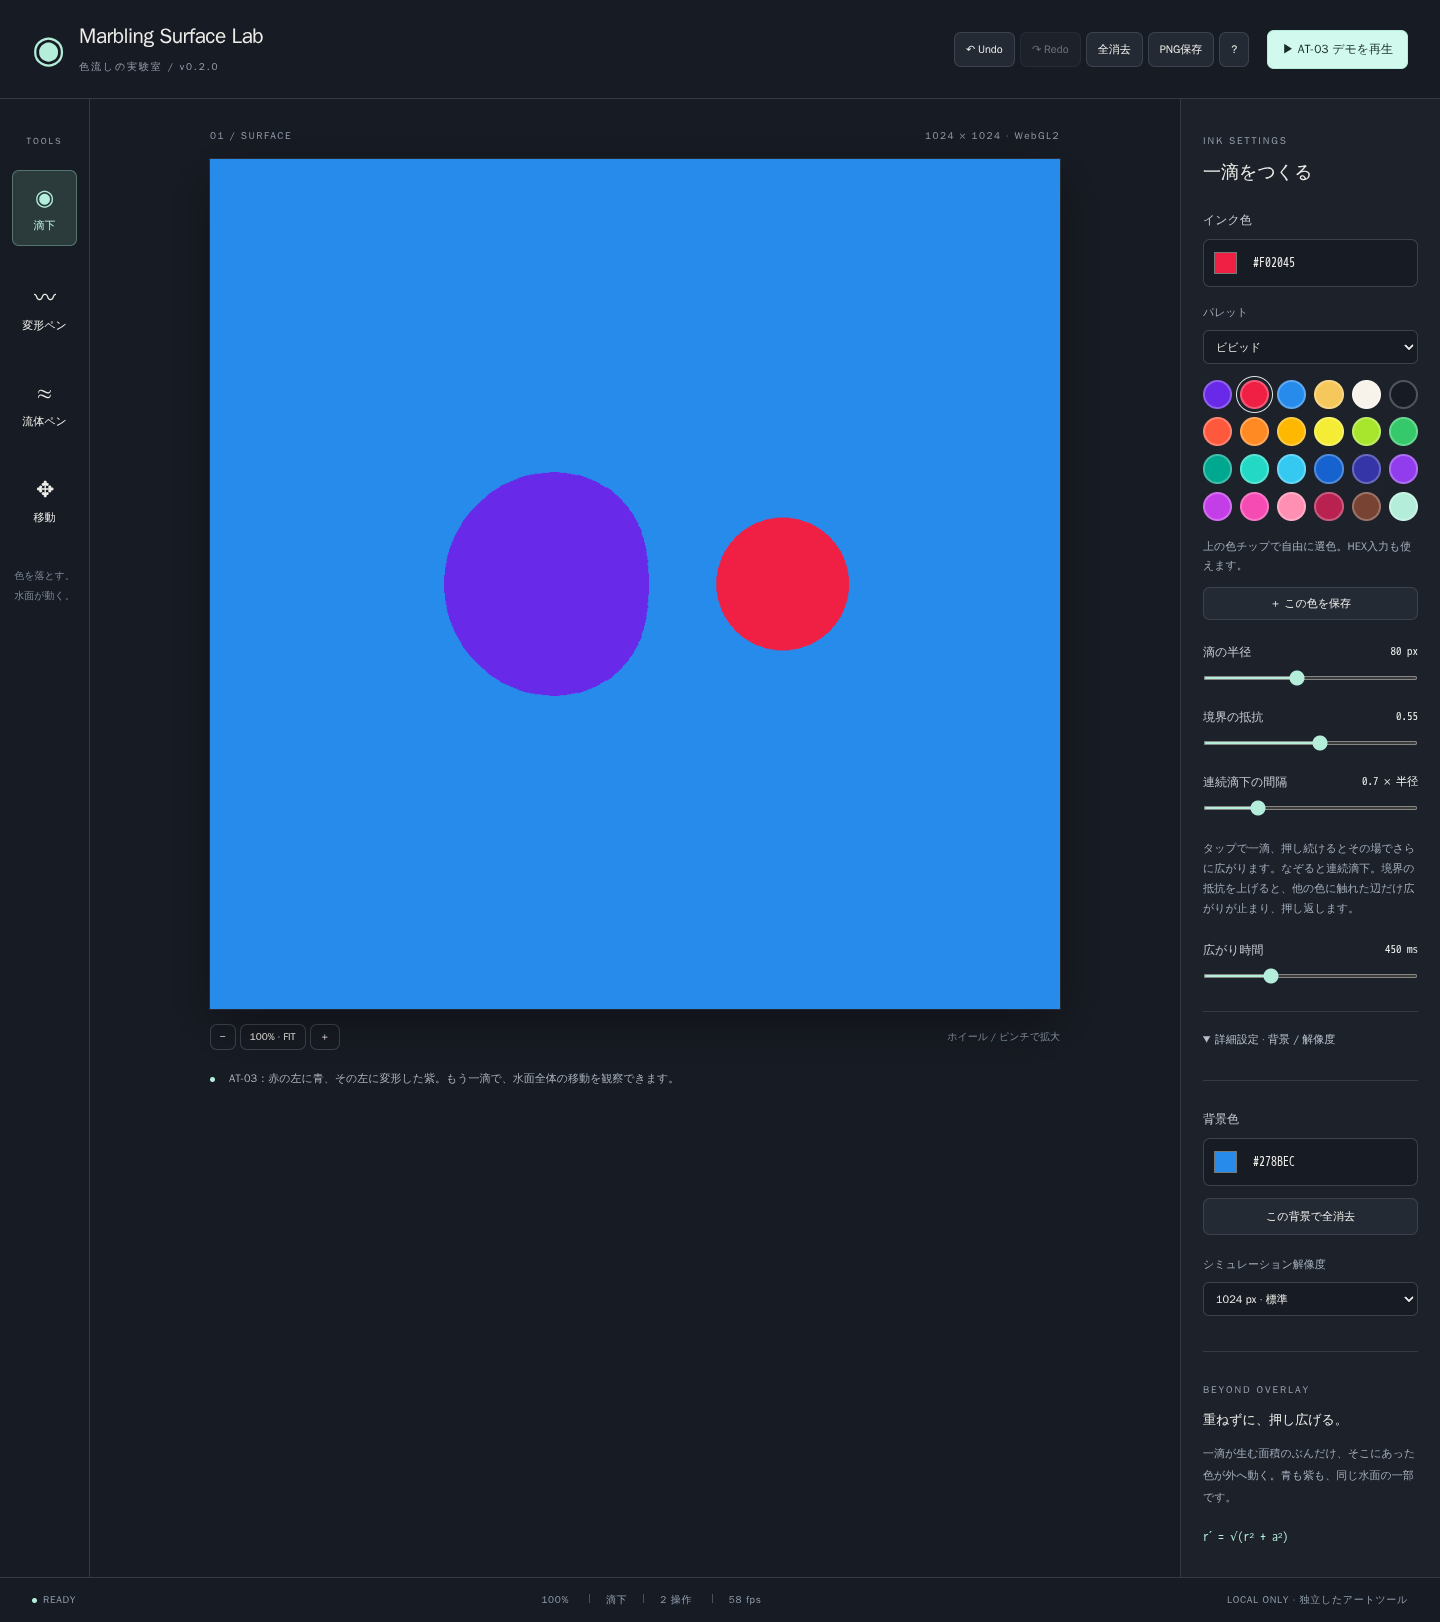 Marbling Surface Lab
色流しの実験室 / v0.2.0
↶ Undo
↷ Redo
全消去
PNG保存
?
▶ AT-03 デモを再生
TOOLS
滴下
変形ペン
流体ペン
移動
色を落とす。
水面が動く。
01 / SURFACE
1024 × 1024 · WebGL2
−
100% · FIT
+
ホイール / ピンチで拡大
AT-03：赤の左に青、その左に変形した紫。もう一滴で、水面全体の移動を観察できます。
INK SETTINGS
一滴をつくる
インク色
#F02045
パレット
ビビッド
上の色チップで自由に選色。HEX入力も使
えます。
＋ この色を保存
滴の半径
80 px
境界の抵抗
0.55
連続滴下の間隔
0.7 × 半径
タップで一滴、押し続けるとその場でさら
に広がります。なぞると連続滴下。境界の
抵抗を上げると、他の色に触れた辺だけ広
がりが止まり、押し返します。
広がり時間
450 ms
▼ 詳細設定 · 背景 / 解像度
背景色
#278BEC
この背景で全消去
シミュレーション解像度
1024 px · 標準
BEYOND OVERLAY
重ねずに、押し広げる。
一滴が生む面積のぶんだけ、そこにあった
色が外へ動く。青も紫も、同じ水面の一部
です。
r′ = √(r² + a²)
READY
100%
滴下
2 操作
58 fps
LOCAL ONLY · 独立したアートツール